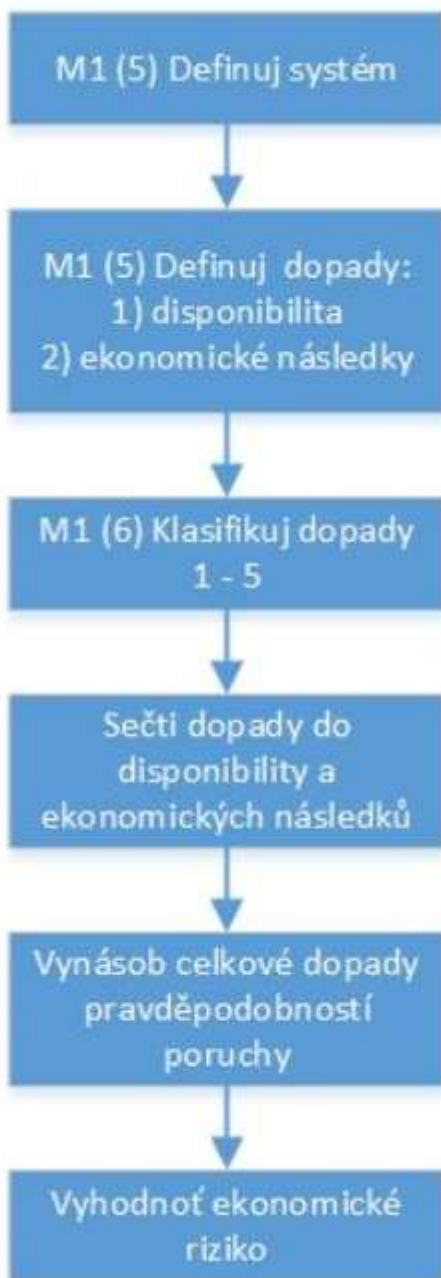 M1 (5) Definuj systém
M1 (5) Definuj dopady:
1) disponibilita
2) ekonomické následky
M1 (6) Klasifikuj dopady
1 - 5
Sečti dopady do
disponibility a
ekonomických následků
Vynásob celkové dopady
pravděpodobností
poruchy
Vyhodnoť ekonomické
riziko